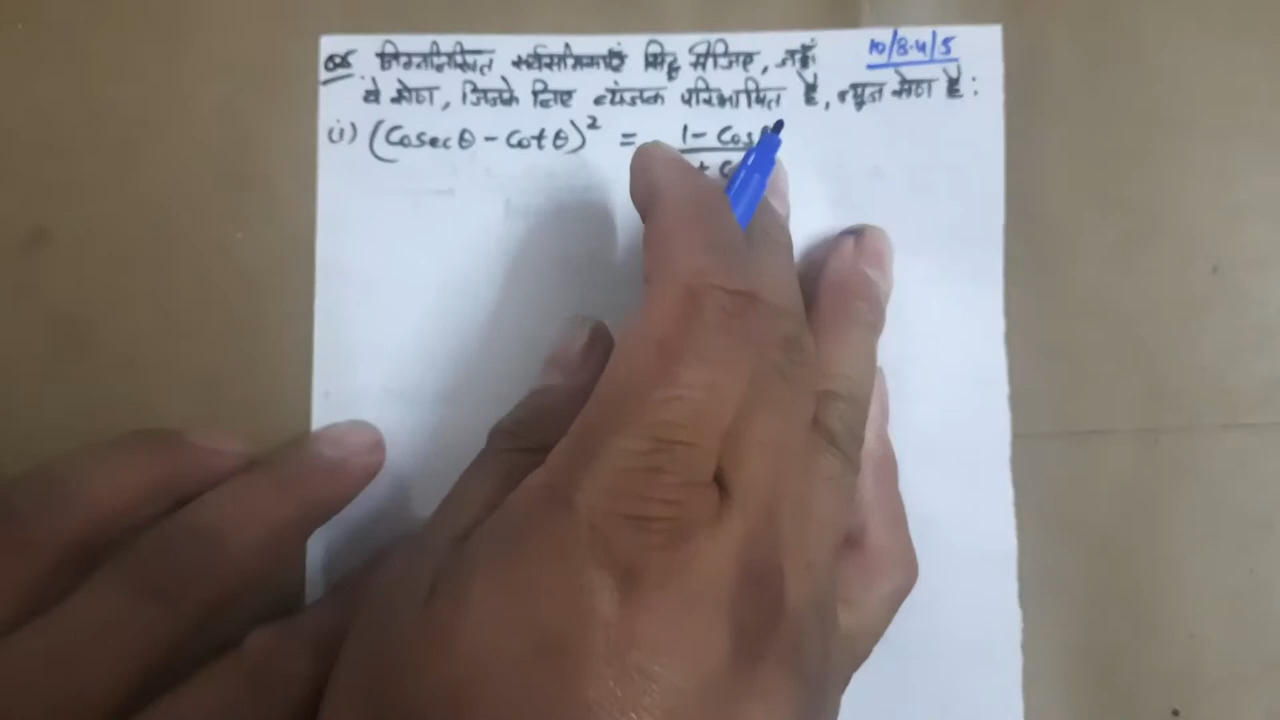 Q5 निम्नलिखित सर्वसमिकाएँ सिद्ध कीजिए, जहाँ
वे कोण, जिनके लिए व्यंजक परिभाषित है, न्यून कोण है :
(i) (Cosecθ - Cotθ)² = 1 - Cos
10/8.4/5